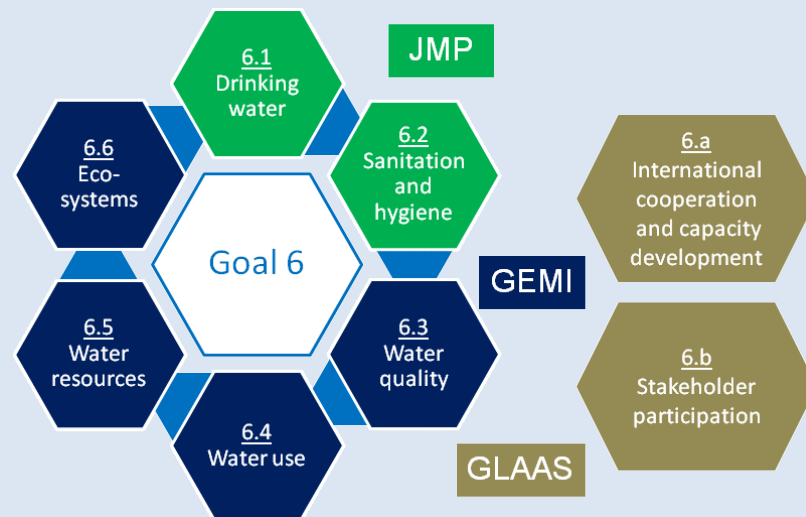 JMP
6.1
Drinking
water
6.2
Sanitation
and
hygiene
6.6
Eco-
systems
6.a
International
cooperation
and capacity
development
Goal 6
GEMI
6.5
Water
resources
6.3
Water
quality
6.b
Stakeholder
participation
6.4
Water use
GLAAS